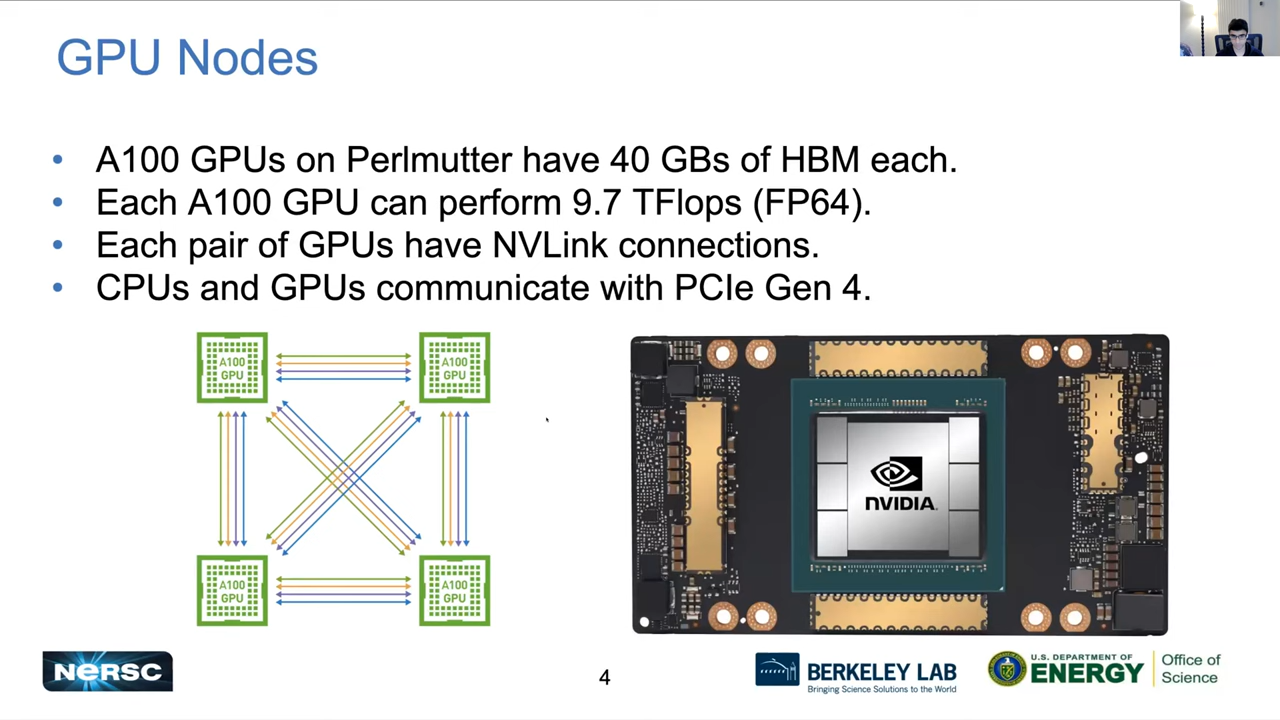 GPU Nodes
• A100 GPUs on Perlmutter have 40 GBs of HBM each.
• Each A100 GPU can perform 9.7 TFlops (FP64).
• Each pair of GPUs have NVLink connections.
• CPUs and GPUs communicate with PCIe Gen 4.
A100
GPU
A100
GPU
A100
GPU
A100
GPU
NVIDIA
NERSC
4
BERKELEY LAB
Bringing Science Solutions to the World
U.S. DEPARTMENT OF
ENERGY
Office of
Science